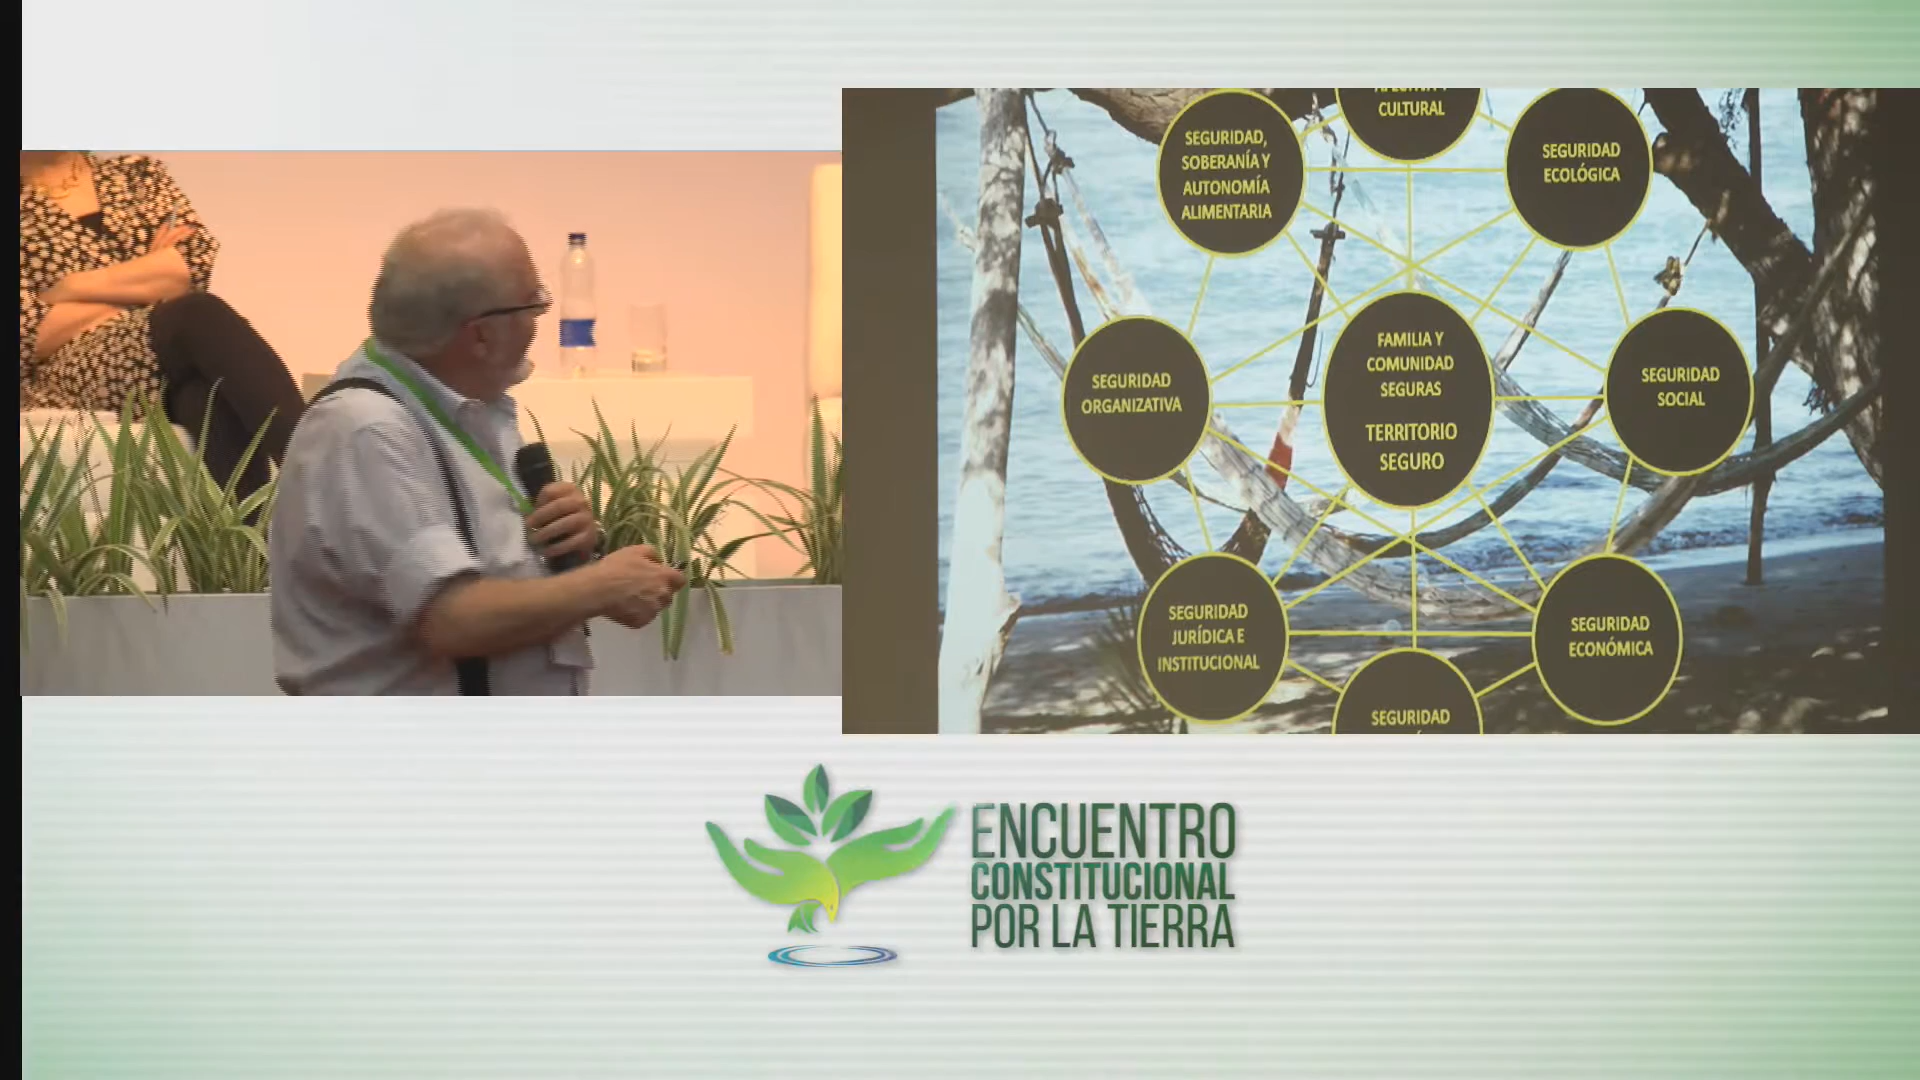 CULTURAL
SEGURIDAD,
SOBERANÍA Y
AUTONOMÍA
ALIMENTARIA
SEGURIDAD
ECOLÓGICA
SEGURIDAD
ORGANIZATIVA
FAMILIA Y
COMUNIDAD
SEGURAS
TERRITORIO
SEGURO
SEGURIDAD
SOCIAL
SEGURIDAD
JURÍDICA E
INSTITUCIONAL
SEGURIDAD
ECONÓMICA
SEGURIDAD
ENCUENTRO
CONSTITUCIONAL
POR LA TIERRA